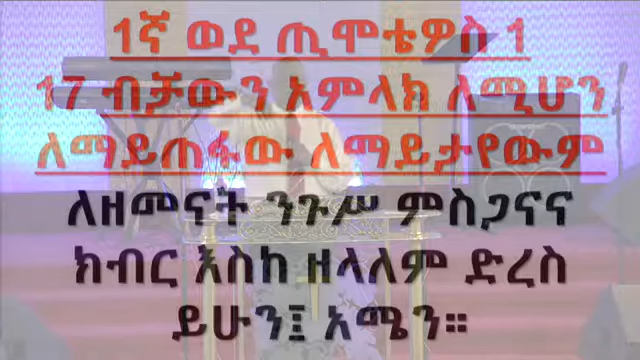 1ኛ ወደ ጢሞቴዎስ 1
17 ብቻውን አምላክ ለሚሆን
ለማይጠፋው ለማይታየውም
ለዘመናት ንጉሥ ምስጋናና
ክብር እስከ ዘላለም ድረስ
ይሁን፤ አሜን።